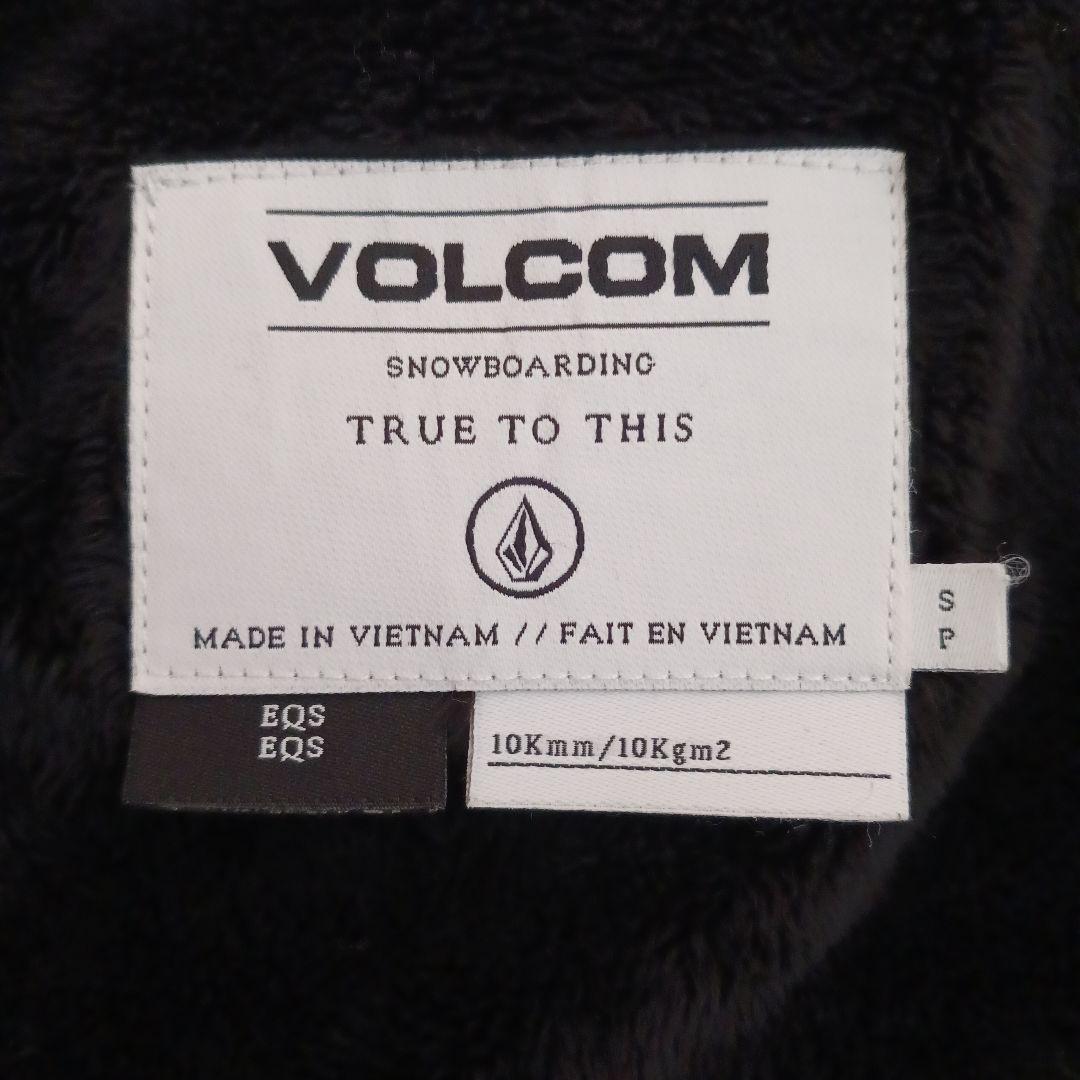 VOLCOM
SNOWBOARDING
TRUE TO THIS
MADE IN VIETNAM // FAIT EN VIETNAM
S
P
EQS
EQS
10Kmm/10Kgm2